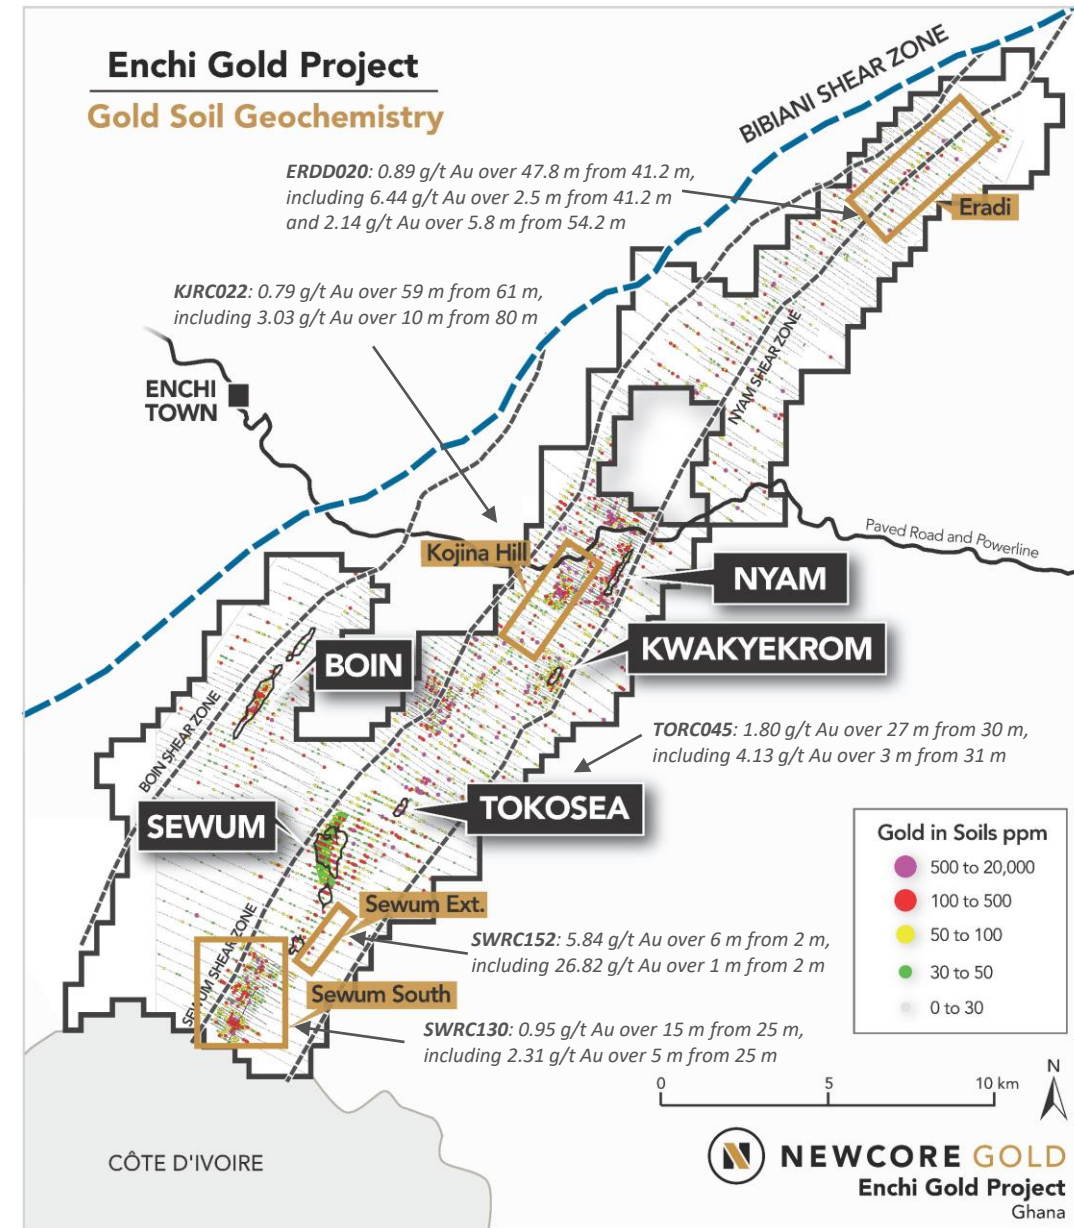 Enchi Gold Project
Gold Soil Geochemistry
BIBIANI SHEAR ZONE
ERDD020: 0.89 g/t Au over 47.8 m from 41.2 m,
including 6.44 g/t Au over 2.5 m from 41.2 m
and 2.14 g/t Au over 5.8 m from 54.2 m
Eradi
KJRC022: 0.79 g/t Au over 59 m from 61 m,
including 3.03 g/t Au over 10 m from 80 m
NYAM SHEAR ZONE
ENCHI
TOWN
Paved Road and Powerline
Kojina Hill
NYAM
KWAKYEKROM
BOIN
BOIN SHEAR ZONE
TORC045: 1.80 g/t Au over 27 m from 30 m,
including 4.13 g/t Au over 3 m from 31 m
TOKOSEA
SEWUM
Sewum Ext.
SWRC152: 5.84 g/t Au over 6 m from 2 m,
including 26.82 g/t Au over 1 m from 2 m
SEWUM SHEAR ZONE
Sewum South
SWRC130: 0.95 g/t Au over 15 m from 25 m,
including 2.31 g/t Au over 5 m from 25 m
Gold in Soils ppm
500 to 20,000
100 to 500
50 to 100
30 to 50
0 to 30
0 5 10 km
N
CÔTE D'IVOIRE
N NEWCORE GOLD
Enchi Gold Project
Ghana